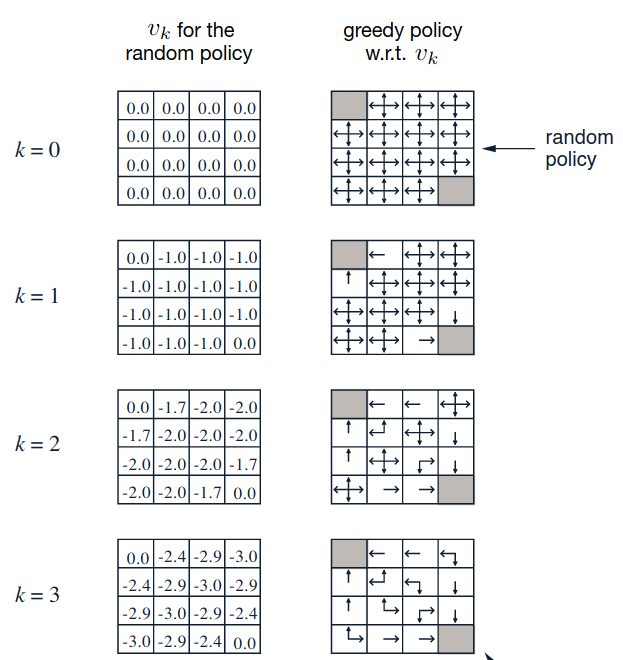 vₖ for the
random policy
greedy policy
w.r.t. vₖ
k = 0
0.0 0.0 0.0 0.0
0.0 0.0 0.0 0.0
0.0 0.0 0.0 0.0
0.0 0.0 0.0 0.0
random
policy
k = 1
0.0 -1.0 -1.0 -1.0
-1.0 -1.0 -1.0 -1.0
-1.0 -1.0 -1.0 -1.0
-1.0 -1.0 -1.0 0.0
k = 2
0.0 -1.7 -2.0 -2.0
-1.7 -2.0 -2.0 -2.0
-2.0 -2.0 -2.0 -1.7
-2.0 -2.0 -1.7 0.0
k = 3
0.0 -2.4 -2.9 -3.0
-2.4 -2.9 -3.0 -2.9
-2.9 -3.0 -2.9 -2.4
-3.0 -2.9 -2.4 0.0